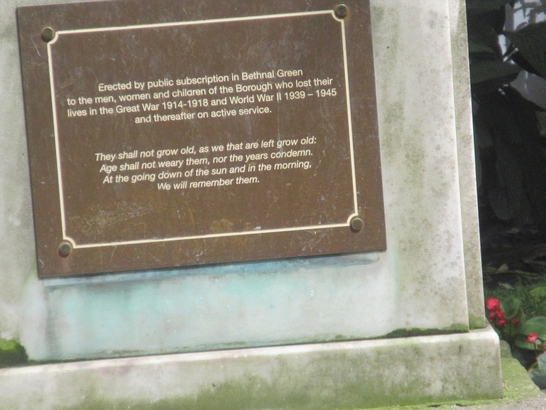 Erected by public subscription in Bethnal Green
to the men, women and children of the Borough who lost their
lives in the Great War 1914-1918 and World War II 1939 – 1945
and thereafter on active service.
They shall not grow old, as we that are left grow old:
Age shall not weary them, nor the years condemn.
At the going down of the sun and in the morning,
We will remember them.